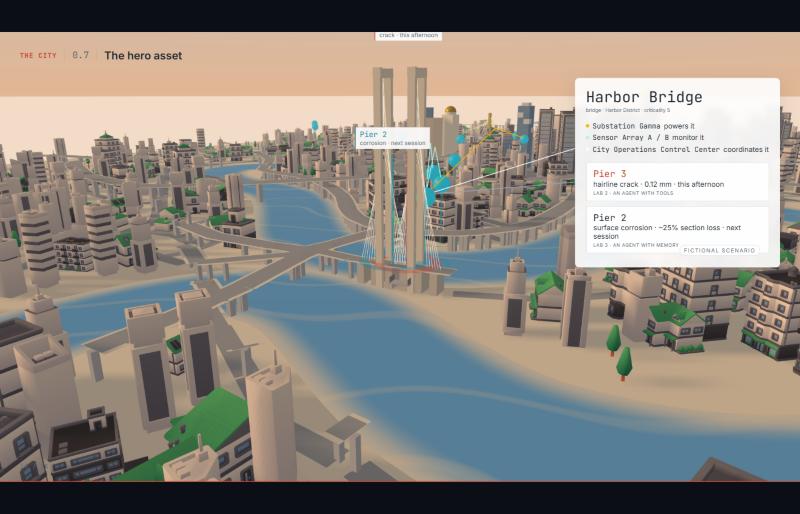 crack · this afternoon
THE CITY 0.7 The hero asset
Pier 2
corrosion · next session
Harbor Bridge
bridge · Harbor District · criticality 5
Substation Gamma powers it
Sensor Array A / B monitor it
City Operations Control Center coordinates it
Pier 3
hairline crack · 0.12 mm · this afternoon
LAB 2 · AN AGENT WITH TOOLS
Pier 2
surface corrosion · ~25% section loss · next
session
LAB 3 · AN AGENT WITH MEMORY
FICTIONAL SCENARIO